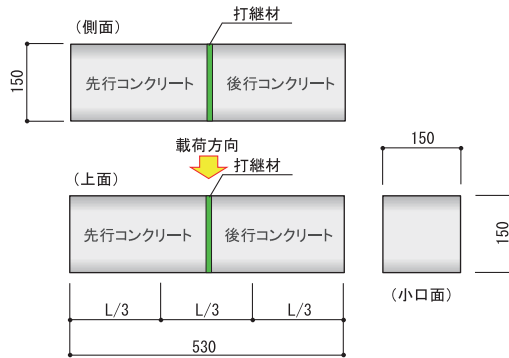 (側面)
打継材
150
先行コンクリート
後行コンクリート
載荷方向
(上面)
打継材
150
先行コンクリート
後行コンクリート
150
(小口面)
L/3
L/3
L/3
530